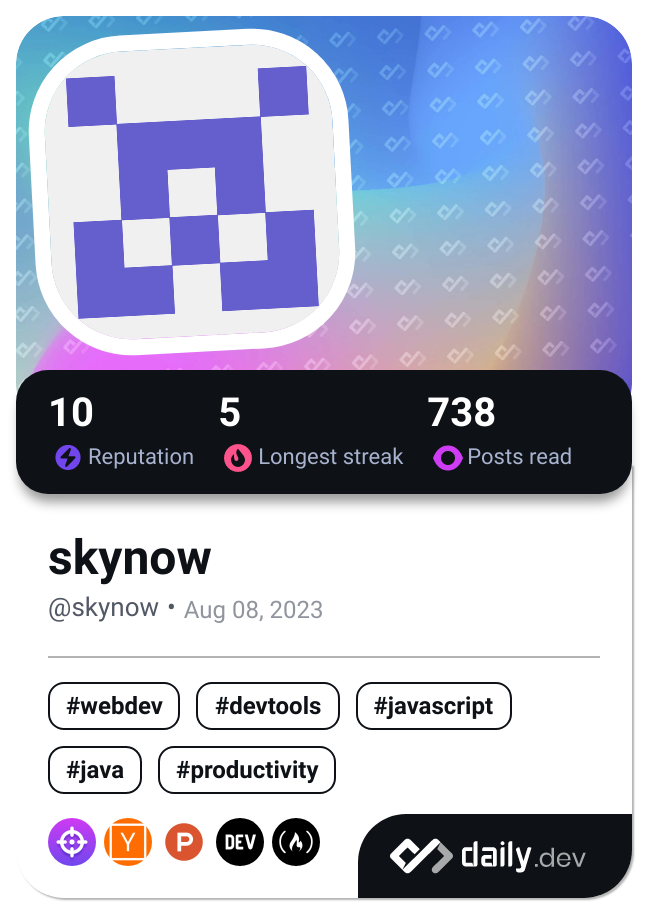 10 5 738
Reputation Longest streak Posts read
skynow
@skynow • Aug 08, 2023
#webdev #devtools #javascript
#java #productivity
Y P DEV
daily.dev